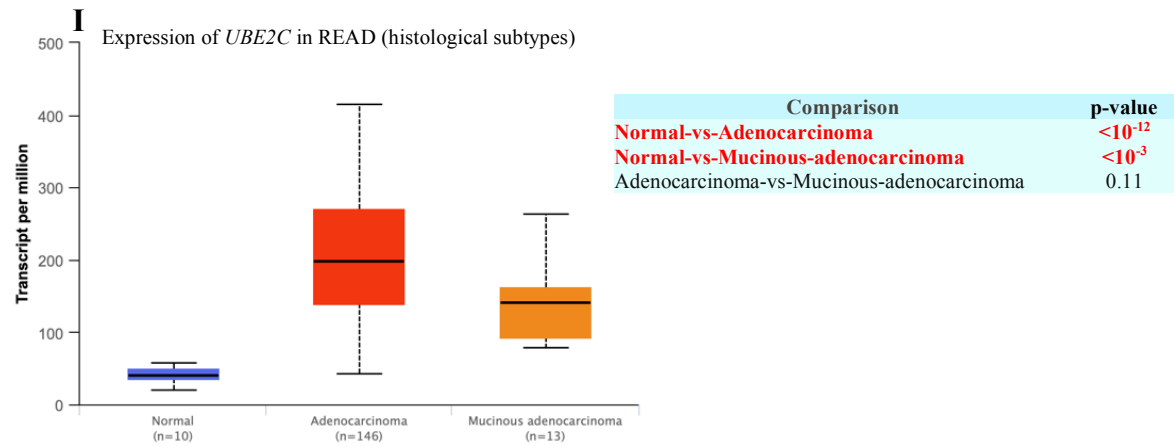 I
Expression of UBE2C in READ (histological subtypes)
Transcript per million
500
400
300
200
100
0
Normal
(n=10)
Adenocarcinoma
(n=146)
Mucinous adenocarcinoma
(n=13)
Comparison p-value
Normal-vs-Adenocarcinoma <10⁻¹²
Normal-vs-Mucinous-adenocarcinoma <10⁻³
Adenocarcinoma-vs-Mucinous-adenocarcinoma 0.11